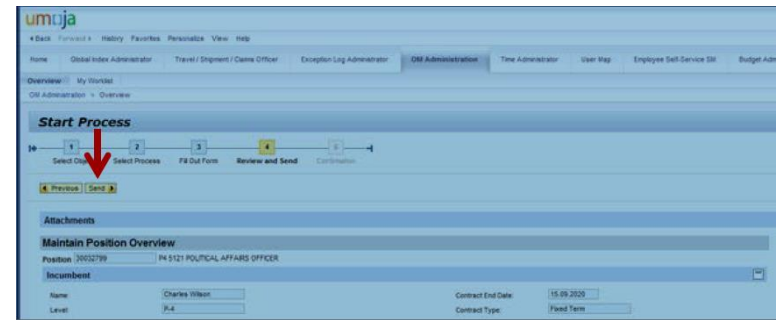 umoja
Back Forward History Favorites Personalize View Help
Home Global Index Administrator Travel / Shipment / Claims Officer Exception Log Administrator OM Administration Time Administrator User Map Employee Self-Service SM Budget Adm
Overview My Worklist
OM Administration > Overview
Start Process
1 2 3 4 5
Select Obj Select Process Fill Out Form Review and Send Confirmation
Previous Send
Attachments
Maintain Position Overview
Position 30032799 P4 5121 POLITICAL AFFAIRS OFFICER
Incumbent
Name Charles Wilson Contract End Date: 15.09.2020
Level P-4 Contract Type: Fixed Term